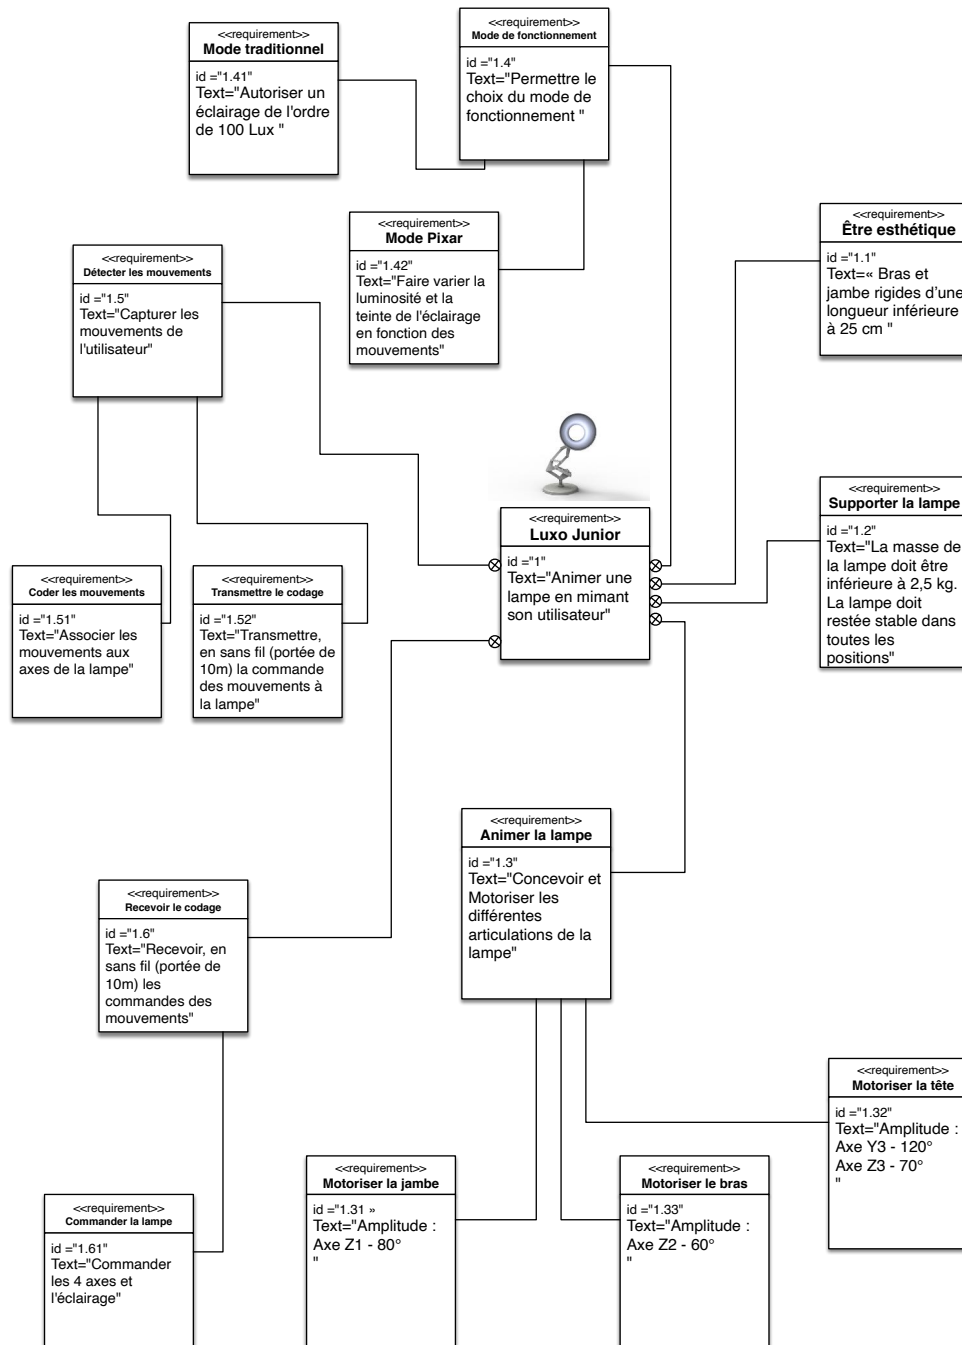 <<requirement>>
Mode traditionnel
id ="1.41"
Text="Autoriser un
éclairage de l'ordre
de 100 Lux "
<<requirement>>
Mode de fonctionnement
id ="1.4"
Text="Permettre le
choix du mode de
fonctionnement "
<<requirement>>
Mode Pixar
id ="1.42"
Text="Faire varier la
luminosité et la
teinte de l'éclairage
en fonction des
mouvements"
<<requirement>>
Être esthétique
id ="1.1"
Text=« Bras et
jambe rigides d’une
longueur inférieure
à 25 cm "
<<requirement>>
Détecter les mouvements
id ="1.5"
Text="Capturer les
mouvements de
l'utilisateur"
<<requirement>>
Luxo Junior
id ="1"
Text="Animer une
lampe en mimant
son utilisateur"
<<requirement>>
Supporter la lampe
id ="1.2"
Text="La masse de
la lampe doit être
inférieure à 2,5 kg.
La lampe doit
restée stable dans
toutes les
positions"
<<requirement>>
Coder les mouvements
id ="1.51"
Text="Associer les
mouvements aux
axes de la lampe"
<<requirement>>
Transmettre le codage
id ="1.52"
Text="Transmettre,
en sans fil (portée de
10m) la commande
des mouvements à
la lampe"
<<requirement>>
Animer la lampe
id ="1.3"
Text="Concevoir et
Motoriser les
différentes
articulations de la
lampe"
<<requirement>>
Recevoir le codage
id ="1.6"
Text="Recevoir, en
sans fil (portée de
10m) les
commandes des
mouvements"
<<requirement>>
Motoriser la tête
id ="1.32"
Text="Amplitude :
Axe Y3 - 120°
Axe Z3 - 70°
"
<<requirement>>
Motoriser la jambe
id ="1.31 »
Text="Amplitude :
Axe Z1 - 80°
"
<<requirement>>
Motoriser le bras
id ="1.33"
Text="Amplitude :
Axe Z2 - 60°
"
<<requirement>>
Commander la lampe
id ="1.61"
Text="Commander
les 4 axes et
l'éclairage"